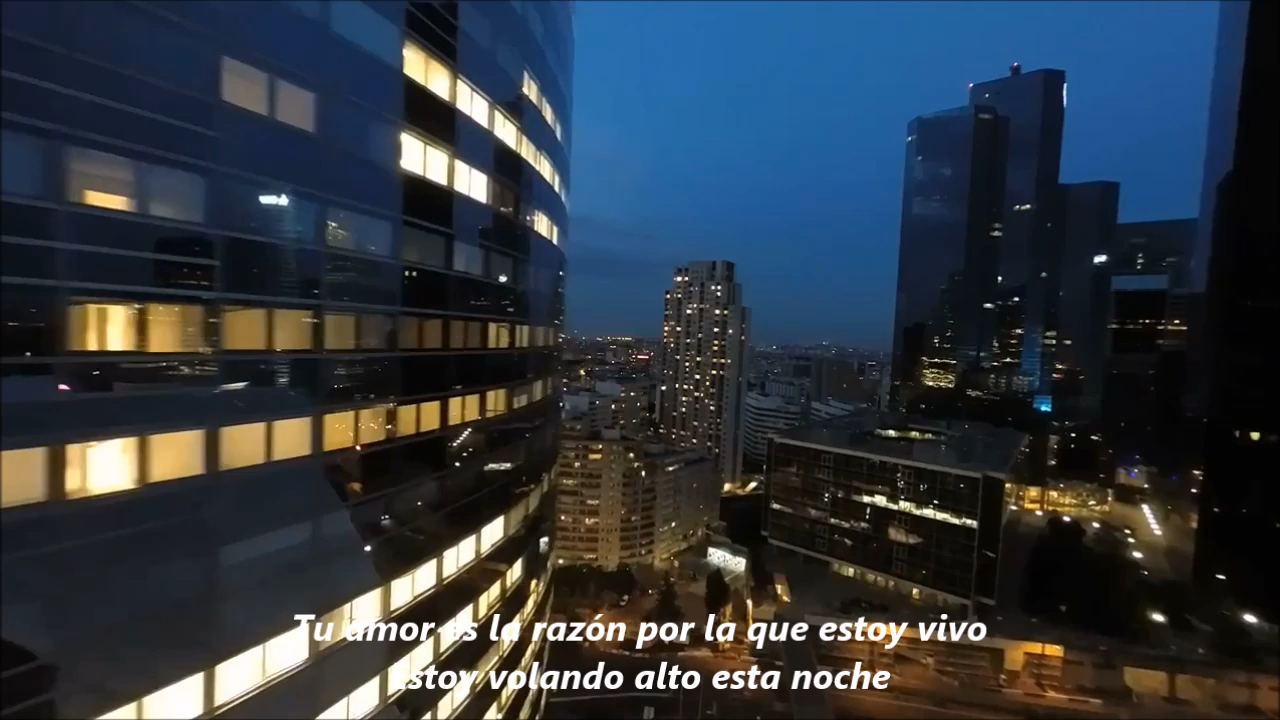 Tu amor es la razón por la que estoy vivo
Estoy volando alto esta noche